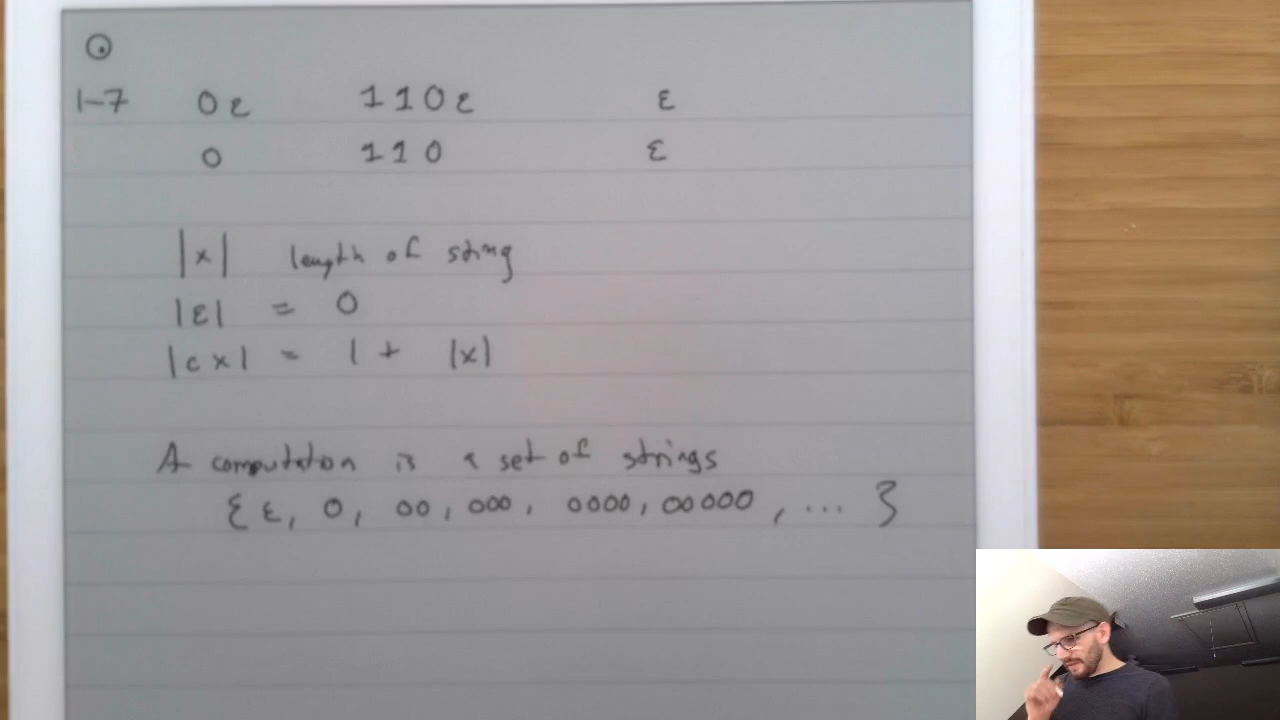 1-7 0ε 110ε ε
0 110 ε
|x| length of string
|ε| = 0
|cx| = 1 + |x|
A computation is a set of strings
{ε, 0, 00, 000, 0000, 00000, ... }